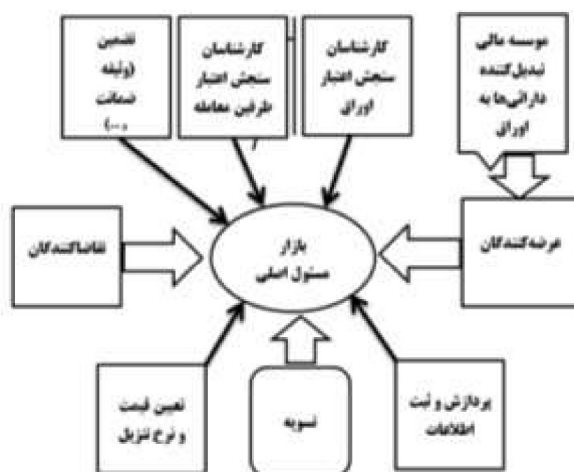 موسسه مالی
تبدیل‌کننده
دارائی‌ها به
اوراق
کارشناسان
سنجش اعتبار
اوراق
کارشناسان
سنجش اعتبار
طرفین معامله
تضمین
(وثیقه
ضمانت
و...)
عرضه‌کنندگان
بازار
مسئول اصلی
تقاضاکنندگان
پردازش و ثبت
اطلاعات
تسویه
تعیین قیمت
و نرخ تنزیل